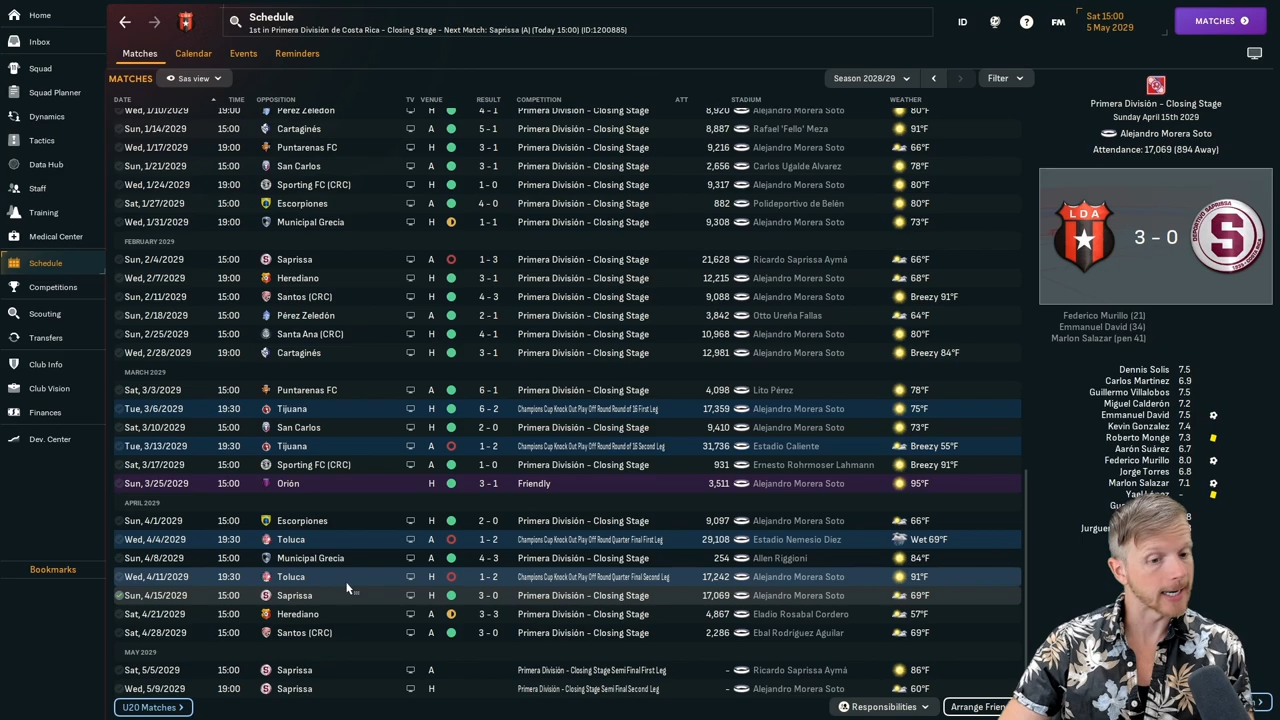 Home
Inbox
Squad
Squad Planner
Dynamics
Tactics
Data Hub
Staff
Training
Medical Center
Schedule
Competitions
Scouting
Transfers
Club Info
Club Vision
Finances
Dev. Center
Bookmarks
Schedule
1st in Primera División de Costa Rica - Closing Stage - Next Match: Saprissa (A) (Today 15:00) (ID:1200885)
ID FM
Sat 15:00
5 May 2029
MATCHES
Matches Calendar Events Reminders
MATCHES Sas view Season 2028/29 Filter
DATE TIME OPPOSITION TV VENUE RESULT COMPETITION ATT STADIUM WEATHER
Wed, 1/10/2029 19:00 Pérez Zeledón H 4 - 1 Primera División - Closing Stage 8,920 Alejandro Morera Soto 80°F
Sun, 1/14/2029 15:00 Cartaginés A 5 - 1 Primera División - Closing Stage 8,887 Rafael 'Fello' Meza 91°F
Wed, 1/17/2029 19:00 Puntarenas FC H 3 - 1 Primera División - Closing Stage 9,216 Alejandro Morera Soto 66°F
Sun, 1/21/2029 15:00 San Carlos A 3 - 1 Primera División - Closing Stage 2,656 Carlos Ugalde Alvarez 78°F
Wed, 1/24/2029 19:00 Sporting FC (CRC) H 1 - 0 Primera División - Closing Stage 9,317 Alejandro Morera Soto 80°F
Sat, 1/27/2029 15:00 Escorpiones A 4 - 0 Primera División - Closing Stage 882 Polideportivo de Belén 80°F
Wed, 1/31/2029 19:00 Municipal Grecia H 1 - 1 Primera División - Closing Stage 9,308 Alejandro Morera Soto 73°F
FEBRUARY 2029
Sun, 2/4/2029 15:00 Saprissa A 1 - 3 Primera División - Closing Stage 21,628 Ricardo Saprissa Aymá 66°F
Wed, 2/7/2029 19:00 Herediano H 3 - 1 Primera División - Closing Stage 12,215 Alejandro Morera Soto 68°F
Sun, 2/11/2029 15:00 Santos (CRC) H 4 - 3 Primera División - Closing Stage 9,088 Alejandro Morera Soto Breezy 91°F
Sun, 2/18/2029 15:00 Pérez Zeledón A 2 - 1 Primera División - Closing Stage 3,842 Otto Ureña Fallas 64°F
Sun, 2/25/2029 15:00 Santa Ana (CRC) H 4 - 1 Primera División - Closing Stage 10,968 Alejandro Morera Soto 80°F
Wed, 2/28/2029 19:00 Cartaginés H 3 - 1 Primera División - Closing Stage 12,981 Alejandro Morera Soto Breezy 84°F
MARCH 2029
Sat, 3/3/2029 15:00 Puntarenas FC A 6 - 1 Primera División - Closing Stage 4,098 Lito Pérez 78°F
Tue, 3/6/2029 19:30 Tijuana H 6 - 2 Champions Cup Knock Out Play Off Round Round of 16 First Leg 17,359 Alejandro Morera Soto 75°F
Sat, 3/10/2029 15:00 San Carlos H 2 - 0 Primera División - Closing Stage 9,410 Alejandro Morera Soto 73°F
Tue, 3/13/2029 19:30 Tijuana A 1 - 2 Champions Cup Knock Out Play Off Round Round of 16 Second Leg 31,736 Estadio Caliente Breezy 55°F
Sat, 3/17/2029 15:00 Sporting FC (CRC) A 1 - 0 Primera División - Closing Stage 931 Ernesto Rohrmoser Lahmann Breezy 91°F
Sun, 3/25/2029 15:00 Orión H 3 - 1 Friendly 3,511 Alejandro Morera Soto 95°F
APRIL 2029
Sun, 4/1/2029 15:00 Escorpiones H 2 - 0 Primera División - Closing Stage 9,097 Alejandro Morera Soto 66°F
Wed, 4/4/2029 19:30 Toluca A 1 - 2 Champions Cup Knock Out Play Off Round Quarter Final First Leg 29,108 Estadio Nemesio Diez Wet 69°F
Sun, 4/8/2029 15:00 Municipal Grecia A 4 - 3 Primera División - Closing Stage 254 Allen Riggioni 84°F
Wed, 4/11/2029 19:30 Toluca H 1 - 2 Champions Cup Knock Out Play Off Round Quarter Final Second Leg 17,242 Alejandro Morera Soto 91°F
Sun, 4/15/2029 15:00 Saprissa H 3 - 0 Primera División - Closing Stage 17,069 Alejandro Morera Soto 69°F
Sat, 4/21/2029 15:00 Herediano A 3 - 3 Primera División - Closing Stage 4,867 Eladio Rosabal Cordero 57°F
Sat, 4/28/2029 15:00 Santos (CRC) A 3 - 0 Primera División - Closing Stage 2,286 Ebal Rodríguez Aguilar 69°F
MAY 2029
Sat, 5/5/2029 15:00 Saprissa A Primera División - Closing Stage Semi Final First Leg - Ricardo Saprissa Aymá 86°F
Wed, 5/9/2029 19:00 Saprissa H Primera División - Closing Stage Semi Final Second Leg - Alejandro Morera Soto 60°F
U20 Matches Responsibilities Arrange
Primera División - Closing Stage
Sunday April 15th 2029
Alejandro Morera Soto
Attendance: 17,069 (894 Away)
LDA 3 - 0 S
Federico Murillo (21)
Emmanuel David (34)
Marlon Salazar (pen 41)
Dennis Solis 7.5
Carlos Martinez 6.9
Guillermo Villalobos 7.5
Miguel Calderón 7.2
Emmanuel David 7.5
Kevin Gonzalez 7.4
Roberto Monge 7.3
Aarón Suárez 6.7
Federico Murillo 8.0
Jorge Torres 6.8
Marlon Salazar 7.1
Yael -